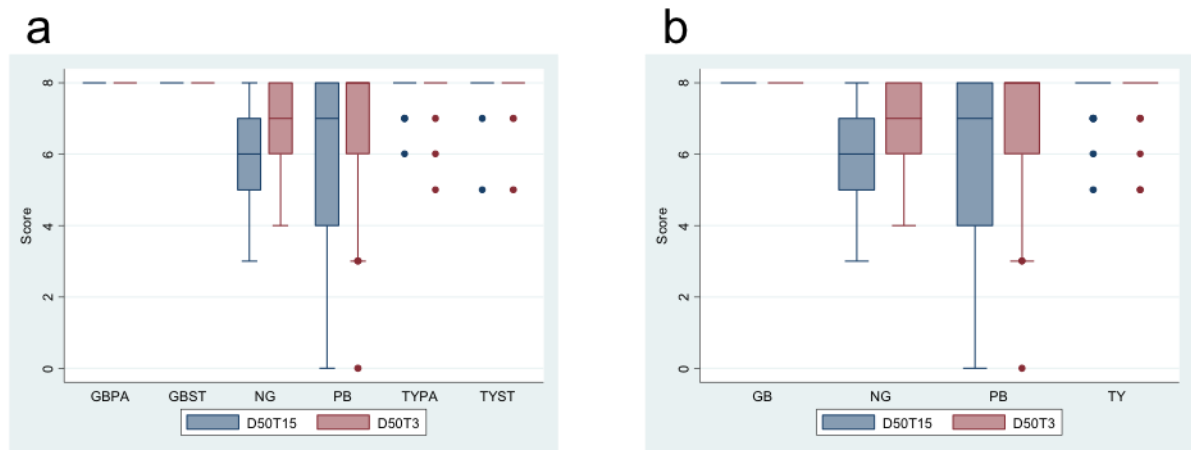 a
b
Score
8
6
4
2
0
GBPA GBST NG PB TYPA TYST
D50T15 D50T3
Score
8
6
4
2
0
GB NG PB TY
D50T15 D50T3